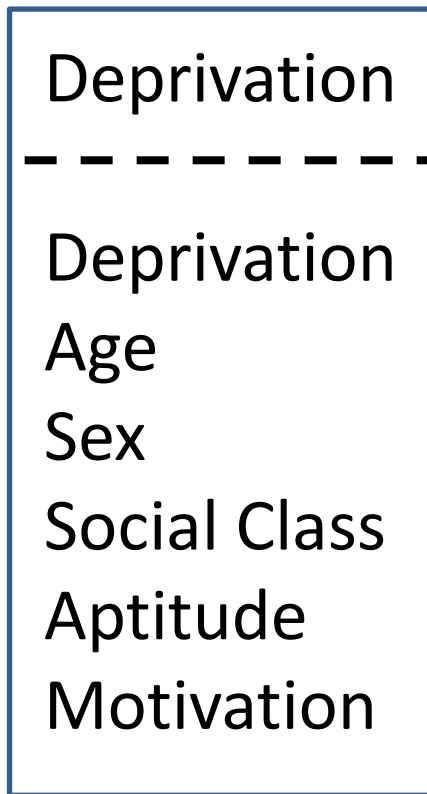 Deprivation
Deprivation
Age
Sex
Social Class
Aptitude
Motivation